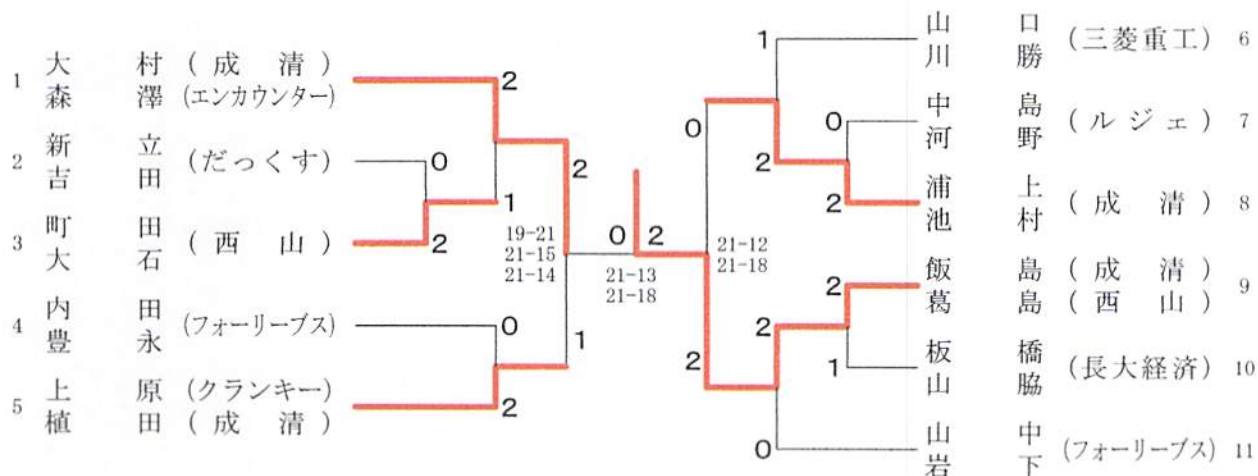 1 大村 (成清)
森澤 (エンカウンター)
2
2 新立
吉田 (だっくす)
0
1
3 町田
大石 (西山)
2
2
19-21
21-15
21-14
4 内田
豊永 (フォーリーブス)
0
1
5 上原 (クランキー)
植田 (成清)
2
0 2
21-13
21-18
21-12
21-18
山口
川勝 (三菱重工) 6
1
0
中島
河野 (ルジェ) 7
0
2
浦上
池村 (成清) 8
2
飯島 (成清)
葛島 (西山) 9
2
2
2
板橋
山脇 (長大経済) 10
1
山中
岩下 (フォーリーブス) 11
0